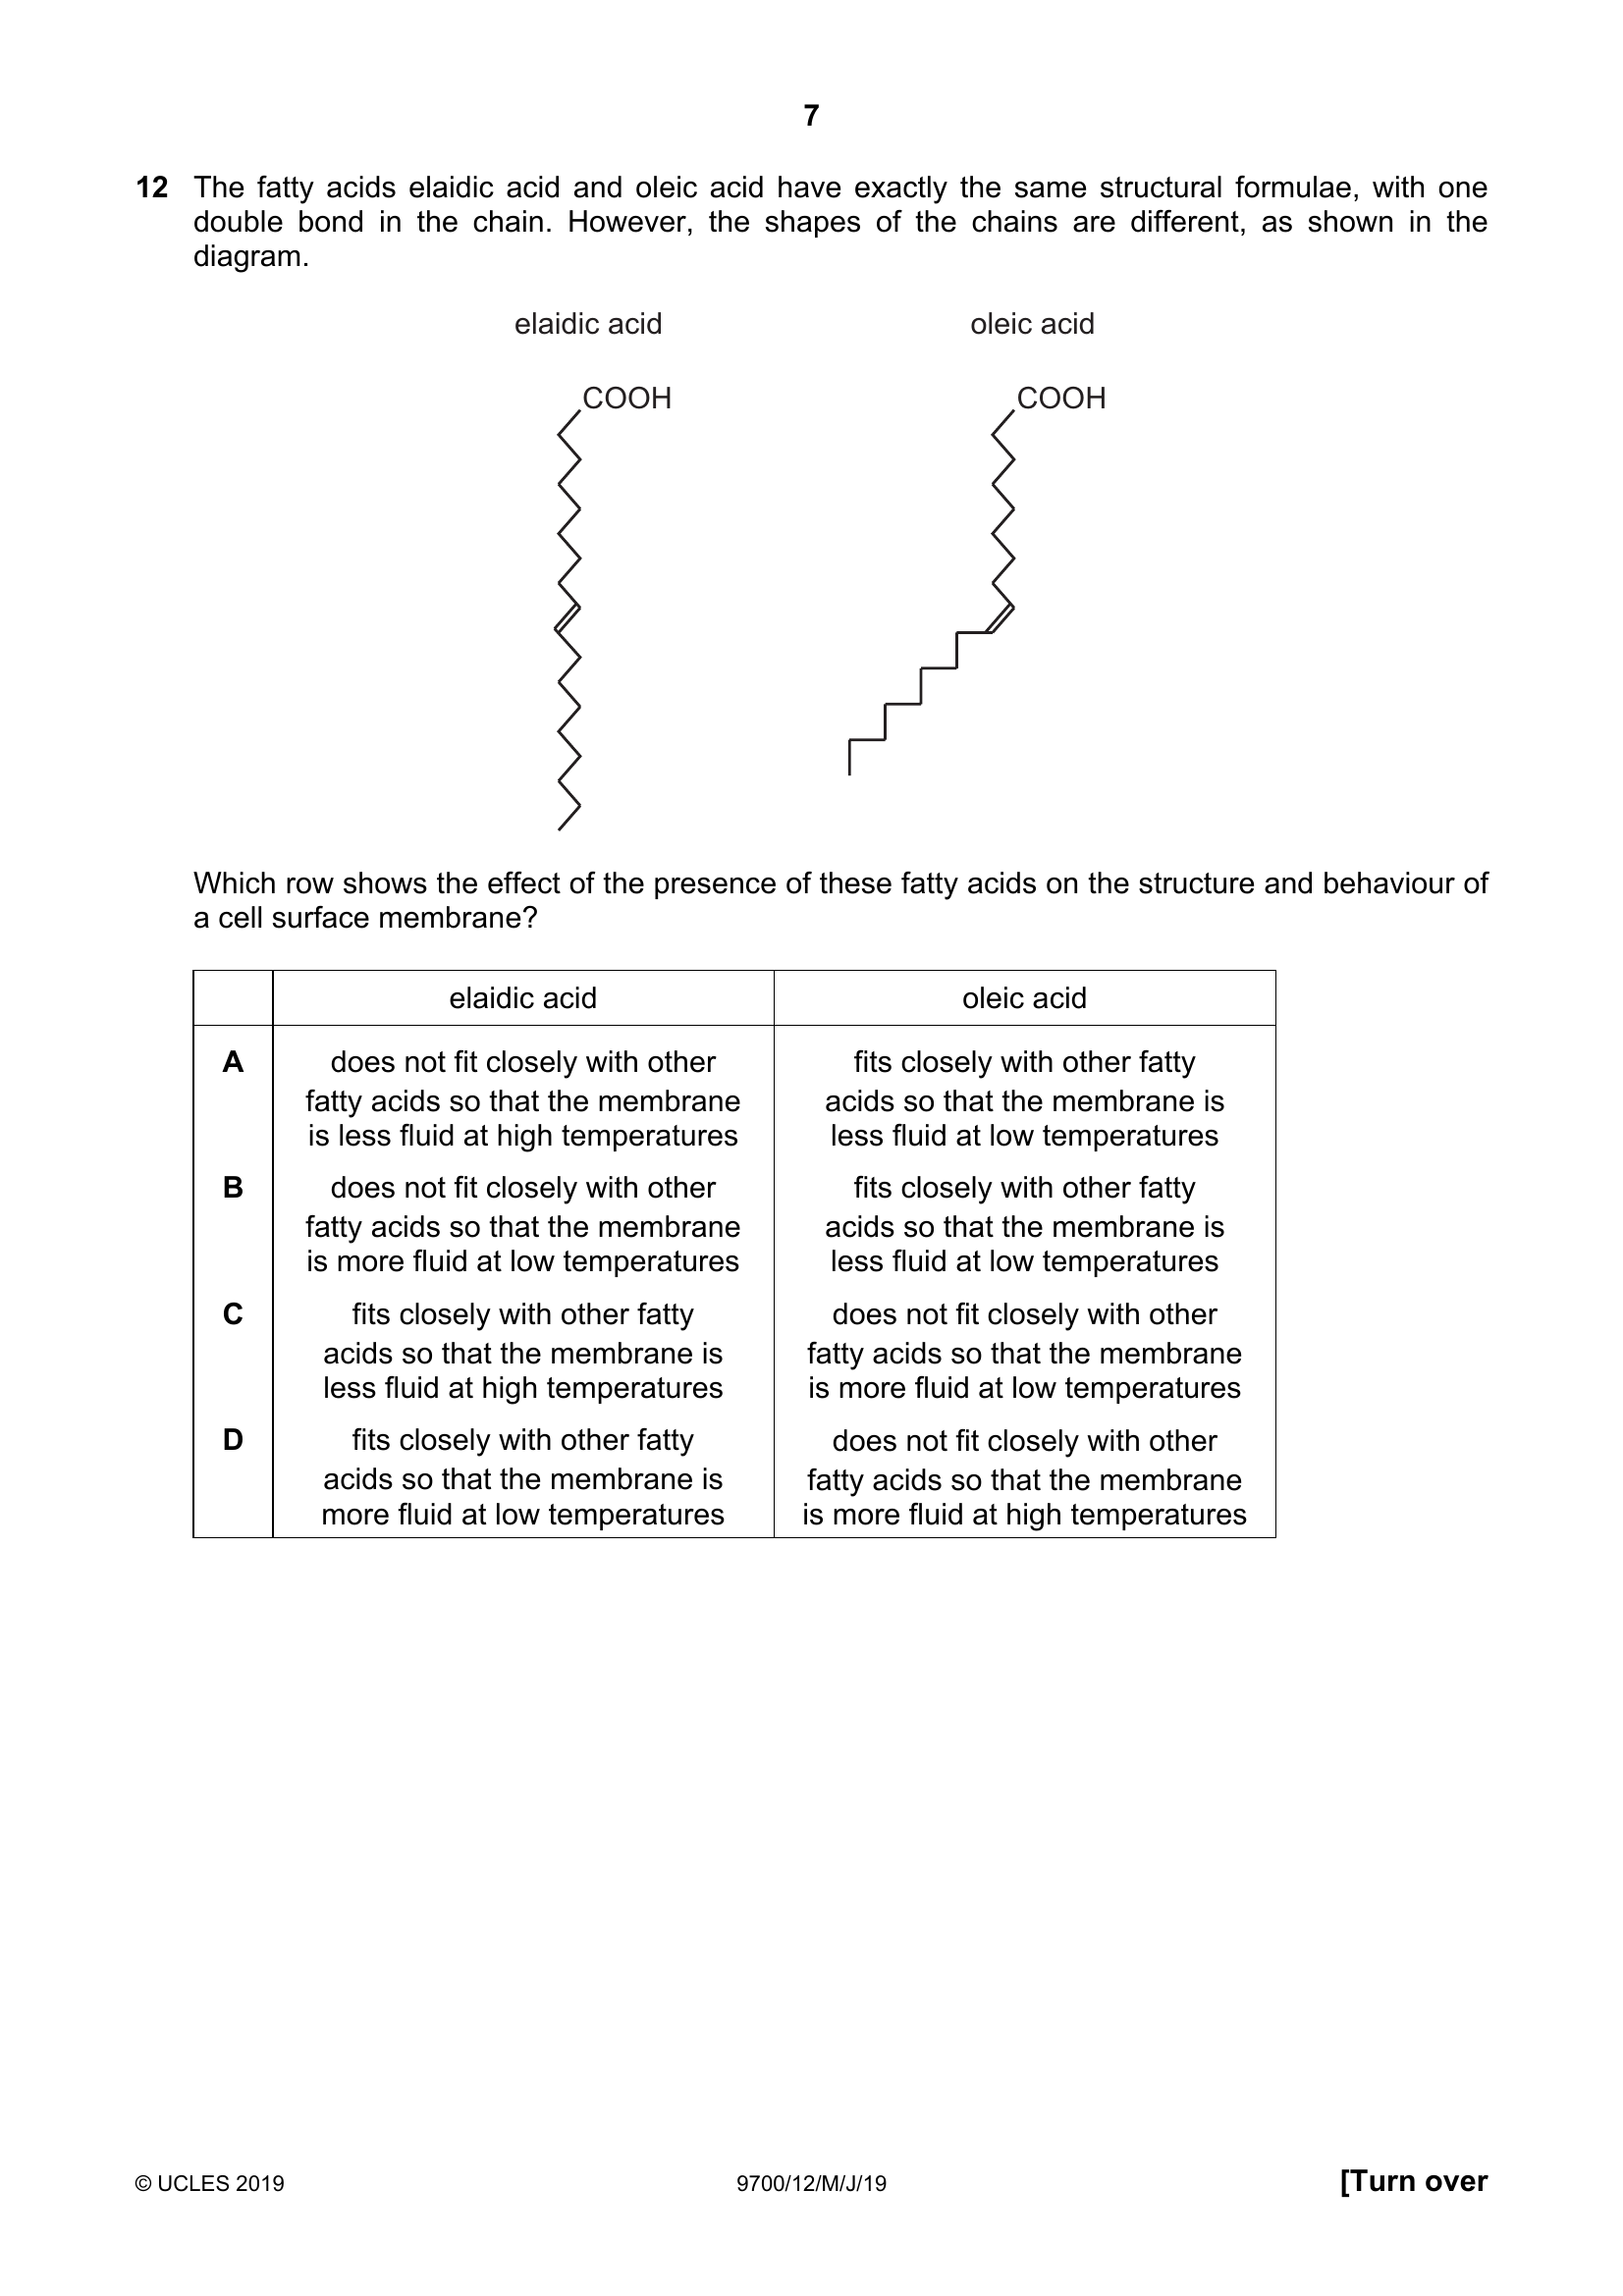 7
12 The fatty acids elaidic acid and oleic acid have exactly the same structural formulae, with one
double bond in the chain. However, the shapes of the chains are different, as shown in the
diagram.
elaidic acid oleic acid
COOH COOH
Which row shows the effect of the presence of these fatty acids on the structure and behaviour of
a cell surface membrane?
elaidic acid oleic acid
A does not fit closely with other fits closely with other fatty
fatty acids so that the membrane acids so that the membrane is
is less fluid at high temperatures less fluid at low temperatures
B does not fit closely with other fits closely with other fatty
fatty acids so that the membrane acids so that the membrane is
is more fluid at low temperatures less fluid at low temperatures
C fits closely with other fatty does not fit closely with other
acids so that the membrane is fatty acids so that the membrane
less fluid at high temperatures is more fluid at low temperatures
D fits closely with other fatty does not fit closely with other
acids so that the membrane is fatty acids so that the membrane
more fluid at low temperatures is more fluid at high temperatures
© UCLES 2019 9700/12/M/J/19 [Turn over